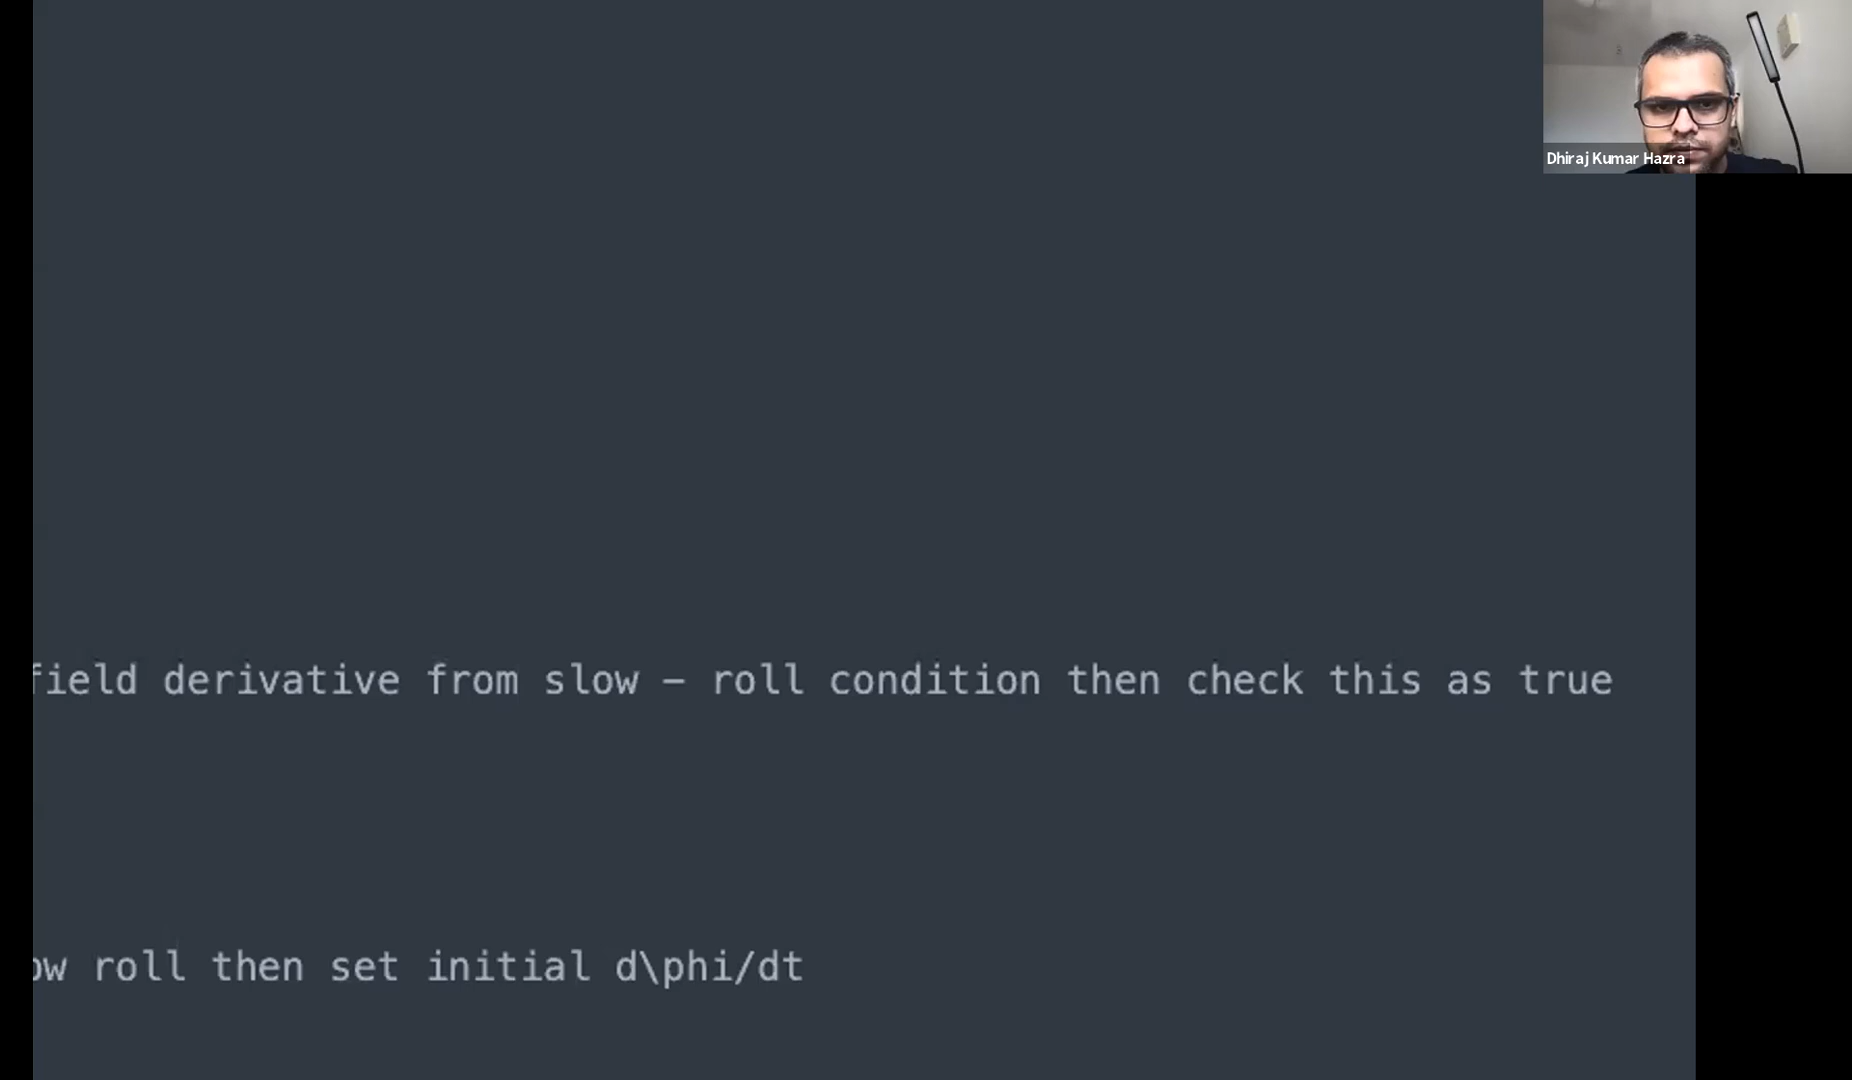 Dhiraj Kumar Hazra
field derivative from slow – roll condition then check this as true
ow roll then set initial d\phi/dt